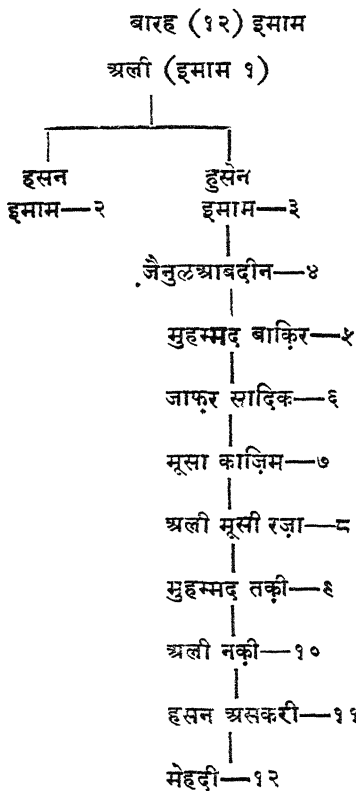 बारह (१२) इमाम
अली (इमाम १)
हसन हुसेन
इमाम—२ इमाम—३
जैनुलआबदीन—४
मुहम्मद बाक़िर—५
जाफ़र सादिक—६
मूसा काज़िम—७
अली मूसी रज़ा—८
मुहम्मद तक़ी—९
अली नक़ी—१०
हसन असकरी—११
मेहदी—१२